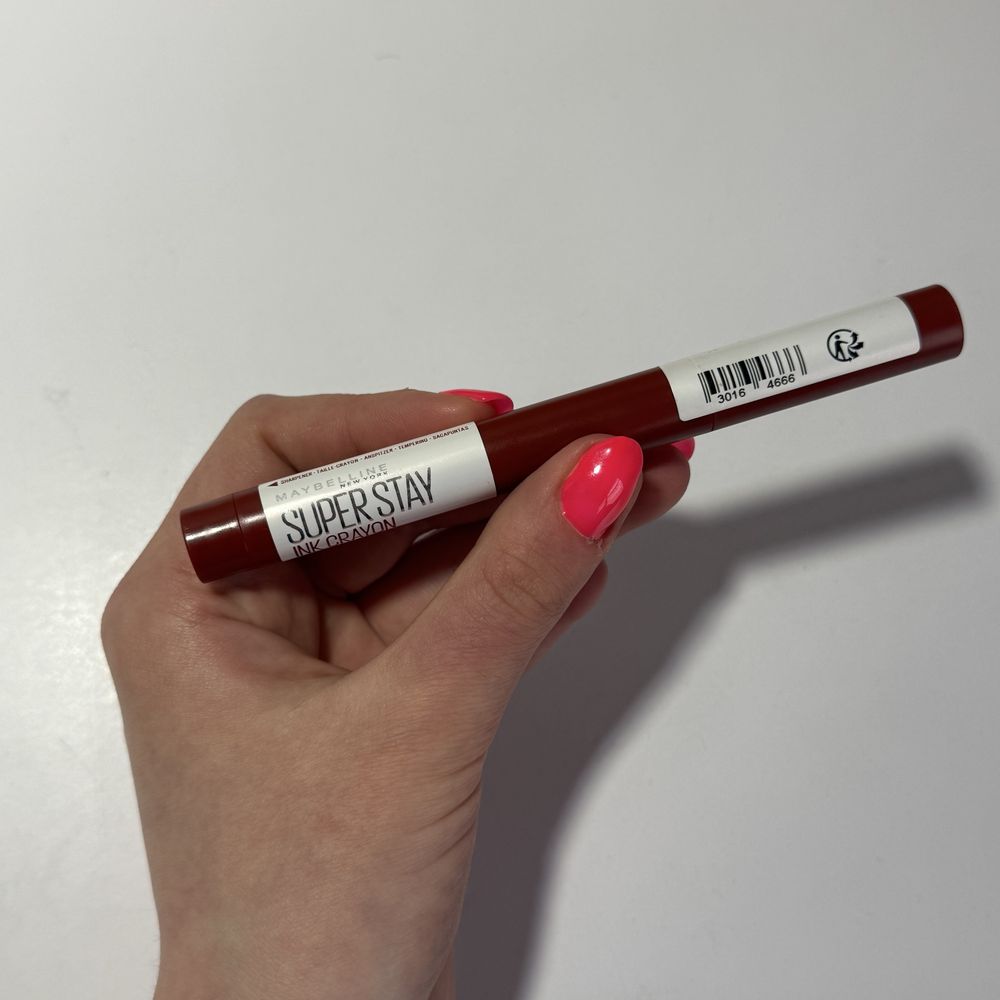 ◄ SHARPENER · TAILLE-CRAYON · ANSPITZER · TEMPERINO · SACAPUNTAS
MAYBELLINE
NEW YORK
SUPER STAY
INK CRAYON
3016 4666